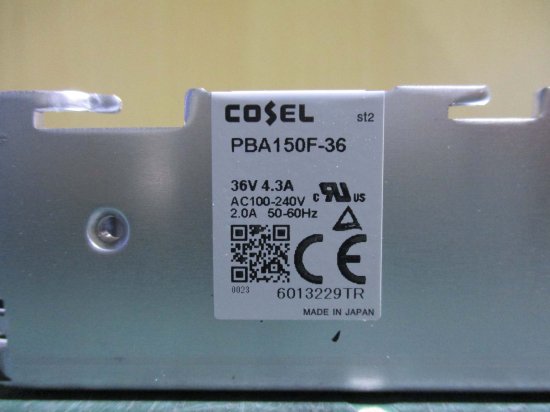 COSEL st2
PBA150F-36
36V 4.3A
AC100-240V
2.0A 50-60Hz
c RU us
CE
0023 6013229TR
MADE IN JAPAN